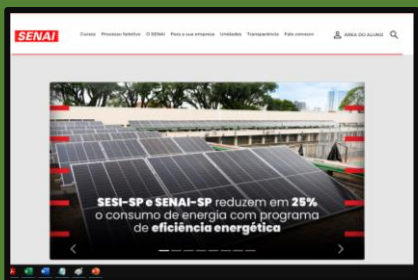 SENAI
Cursos Processo Seletivo O SENAI Para a sua empresa Unidades Transparência Fale conosco
ÁREA DO ALUNO
SESI-SP e SENAI-SP reduzem em 25%
o consumo de energia com programa
de eficiência energética